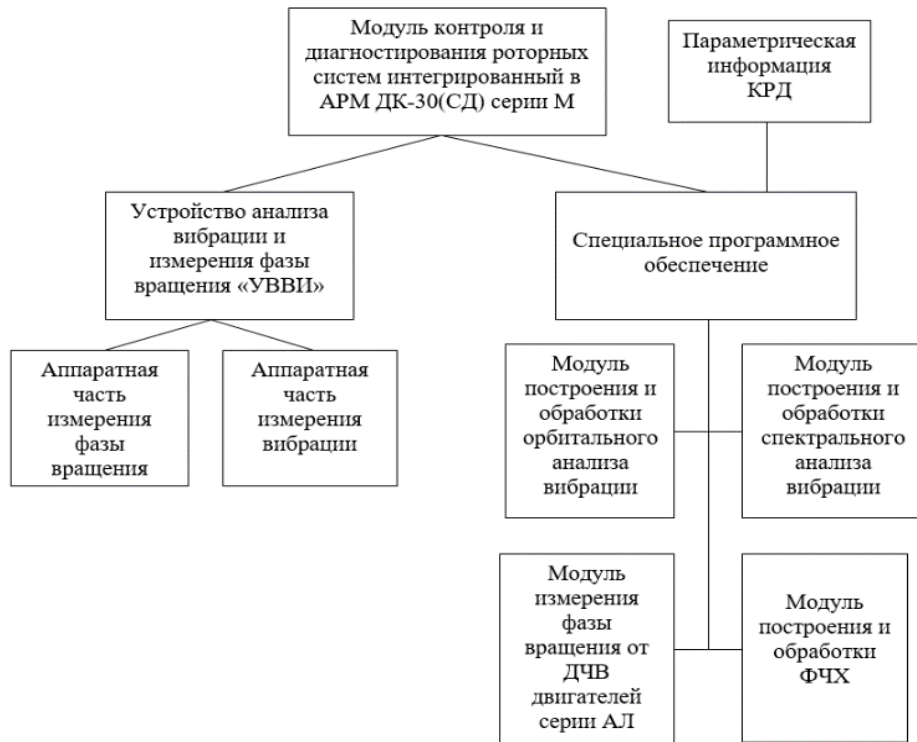 Модуль контроля и
диагностирования роторных
систем интегрированный в
АРМ ДК-30(СД) серии М
Параметрическая
информация
КРД
Устройство анализа
вибрации и
измерения фазы
вращения «УВВИ»
Специальное программное
обеспечение
Аппаратная
часть
измерения
фазы
вращения
Аппаратная
часть
измерения
вибрации
Модуль
построения и
обработки
орбитального
анализа
вибрации
Модуль
построения и
обработки
спектрального
анализа
вибрации
Модуль
измерения
фазы
вращения от
ДЧВ
двигателей
серии АЛ
Модуль
построения и
обработки
ФЧХ